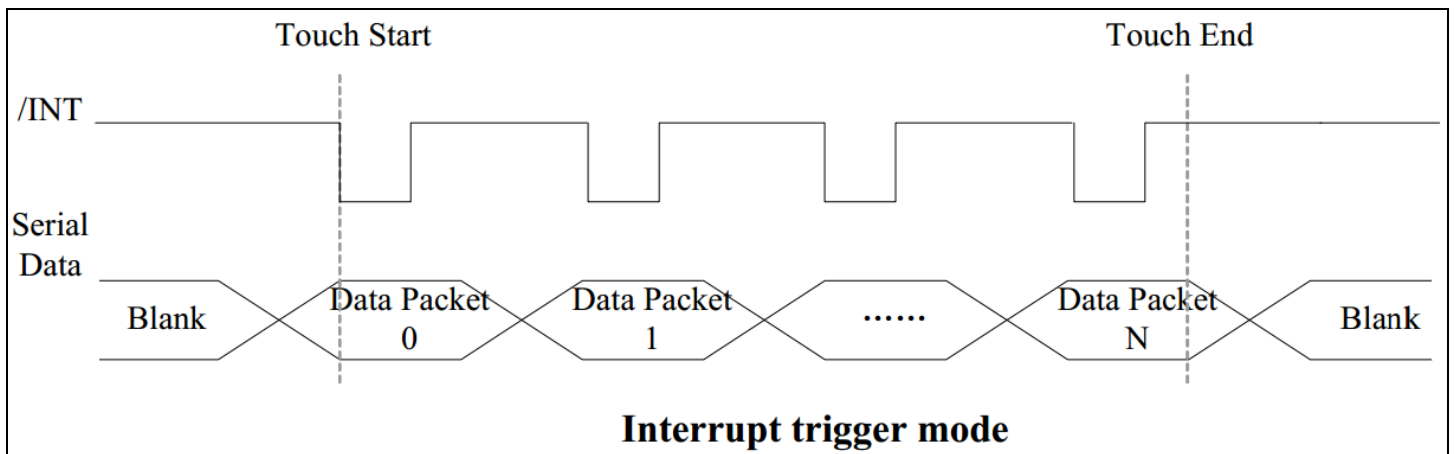 Touch Start
Touch End
/INT
Serial
Data
Blank
Data Packet
0
Data Packet
1
......
Data Packet
N
Blank
Interrupt trigger mode